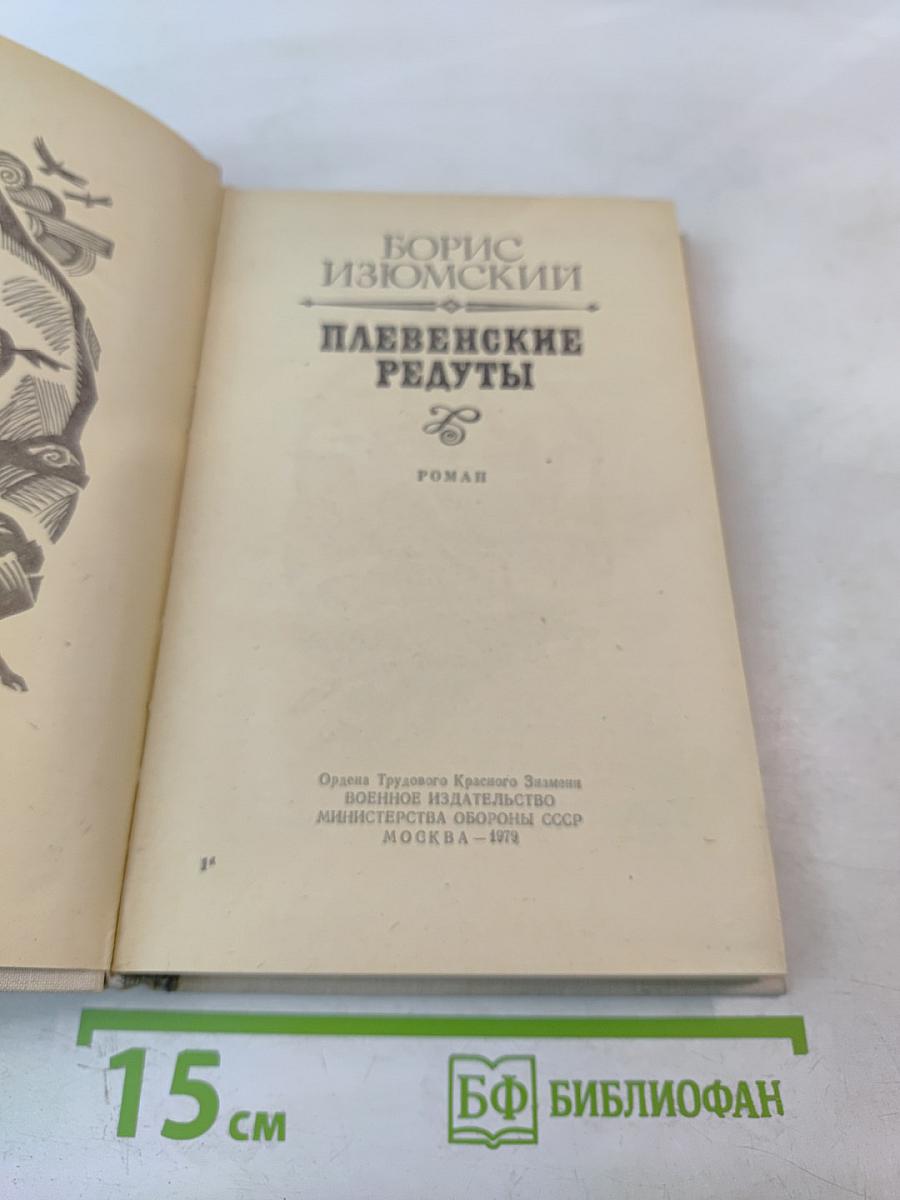 БОРИС
ИЗЮМСКИЙ
ПЛЕВЕНСКИЕ
РЕДУТЫ
РОМАН
Ордена Трудового Красного Знамени
ВОЕННОЕ ИЗДАТЕЛЬСТВО
МИНИСТЕРСТВА ОБОРОНЫ СССР
МОСКВА — 1979
1*
15 см
БФ БИБЛИОФАН